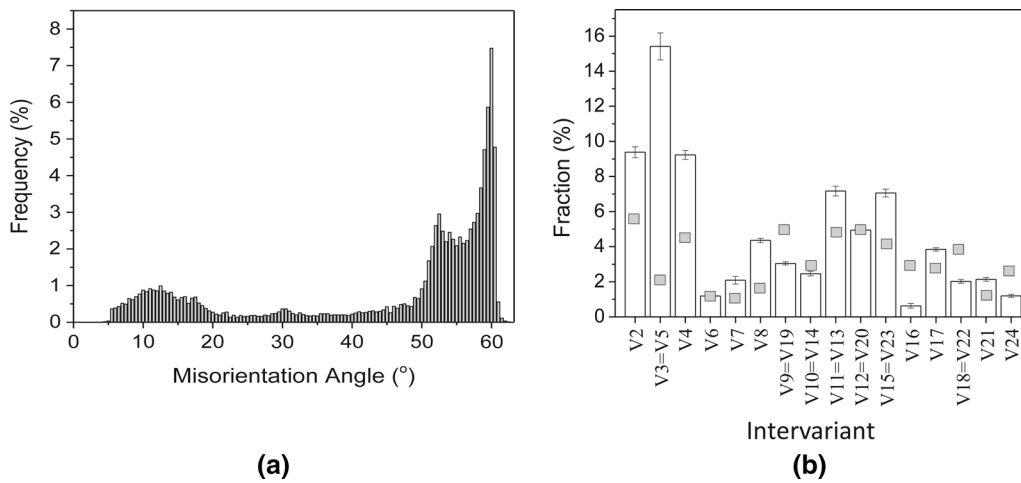 8
7
6
5
4
3
2
1
0
Frequency (%)
0 10 20 30 40 50 60
Misorientation Angle (°)
(a)
16
14
12
10
8
6
4
2
0
Fraction (%)
V2
V3=V5
V4
V6
V7
V8
V9=V19
V10=V14
V11=V13
V12=V20
V15=V23
V16
V17
V18=V22
V21
V24
Intervariant
(b)